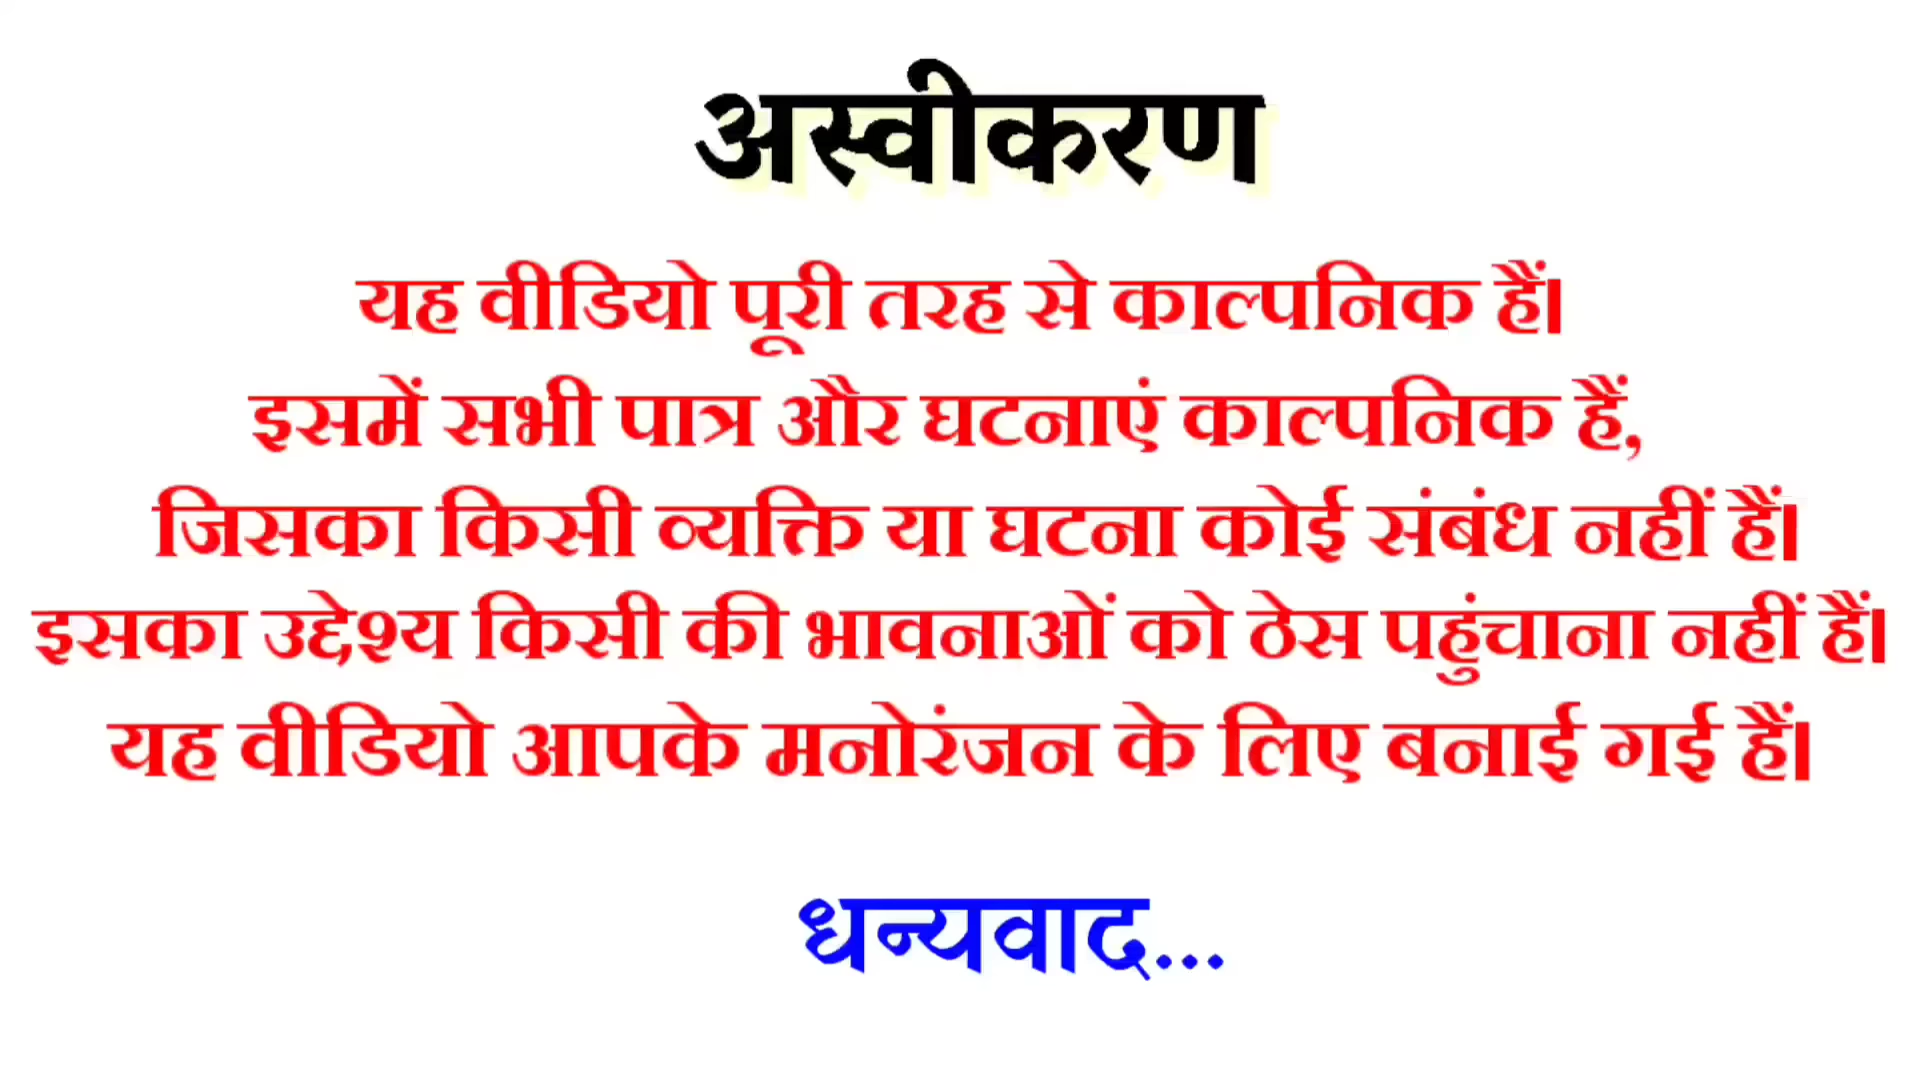 अस्वीकरण
यह वीडियो पूरी तरह से काल्पनिक हैं।
इसमें सभी पात्र और घटनाएं काल्पनिक हैं,
जिसका किसी व्यक्ति या घटना कोई संबंध नहीं हैं।
इसका उद्देश्य किसी की भावनाओं को ठेस पहुंचाना नहीं हैं।
यह वीडियो आपके मनोरंजन के लिए बनाई गई हैं।
धन्यवाद...